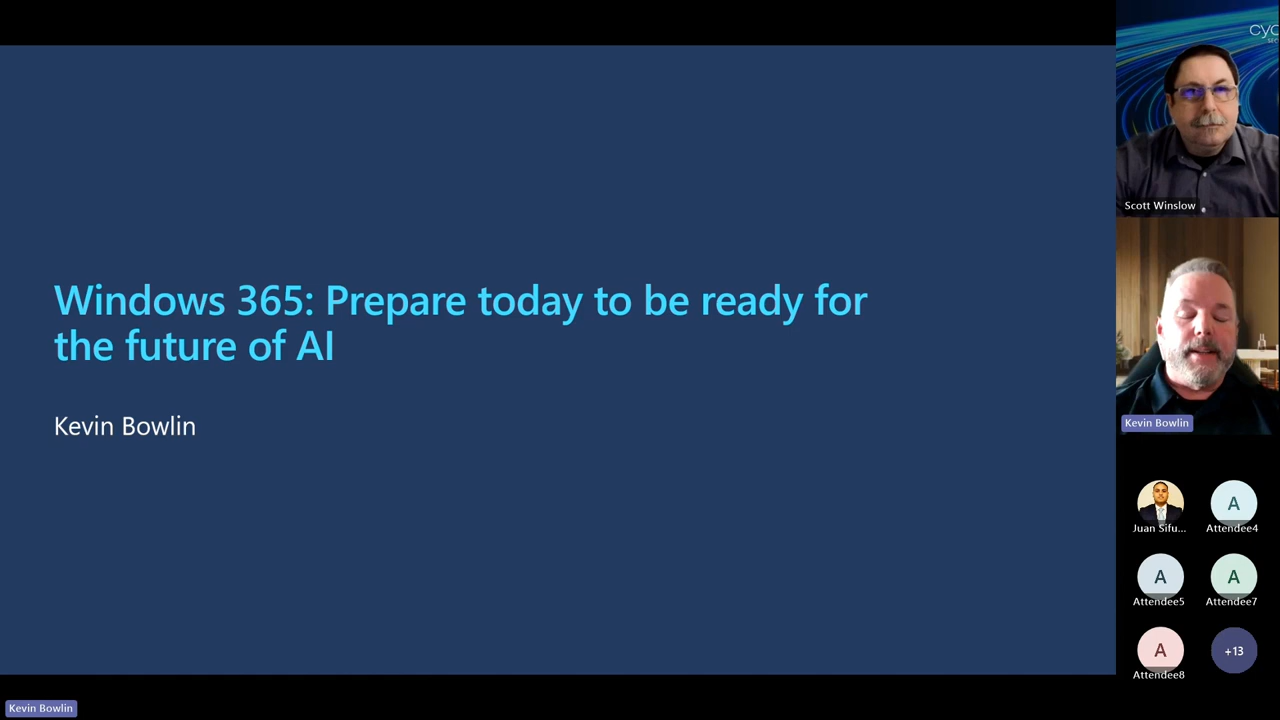 Windows 365: Prepare today to be ready for
the future of AI
Kevin Bowlin
Scott Winslow
Kevin Bowlin
Juan Sifu...
A
Attendee4
A
Attendee5
A
Attendee7
A
Attendee8
+13
Kevin Bowlin